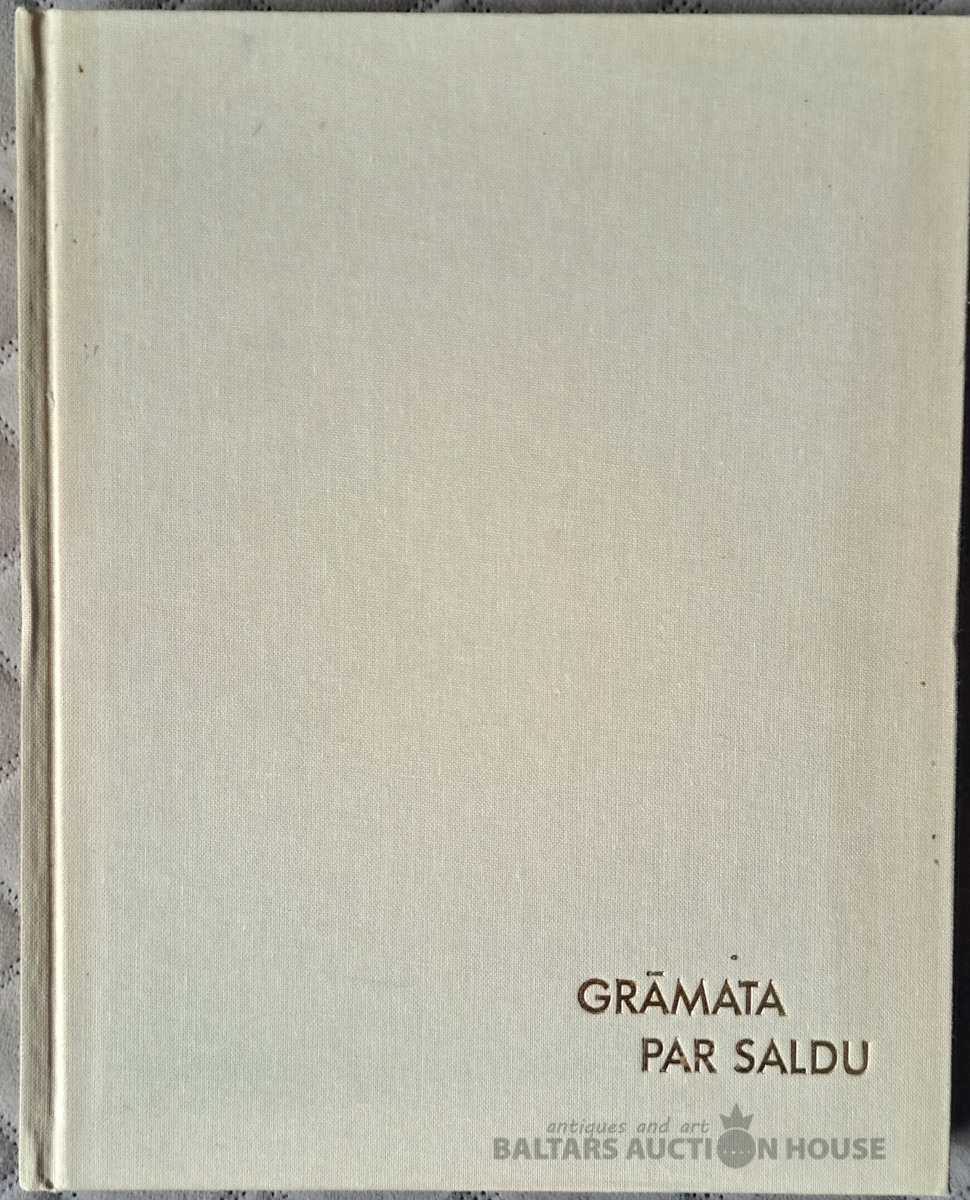 GRĀMATA
PAR SALDU
antiques and art
BALTARS AUCTION HOUSE